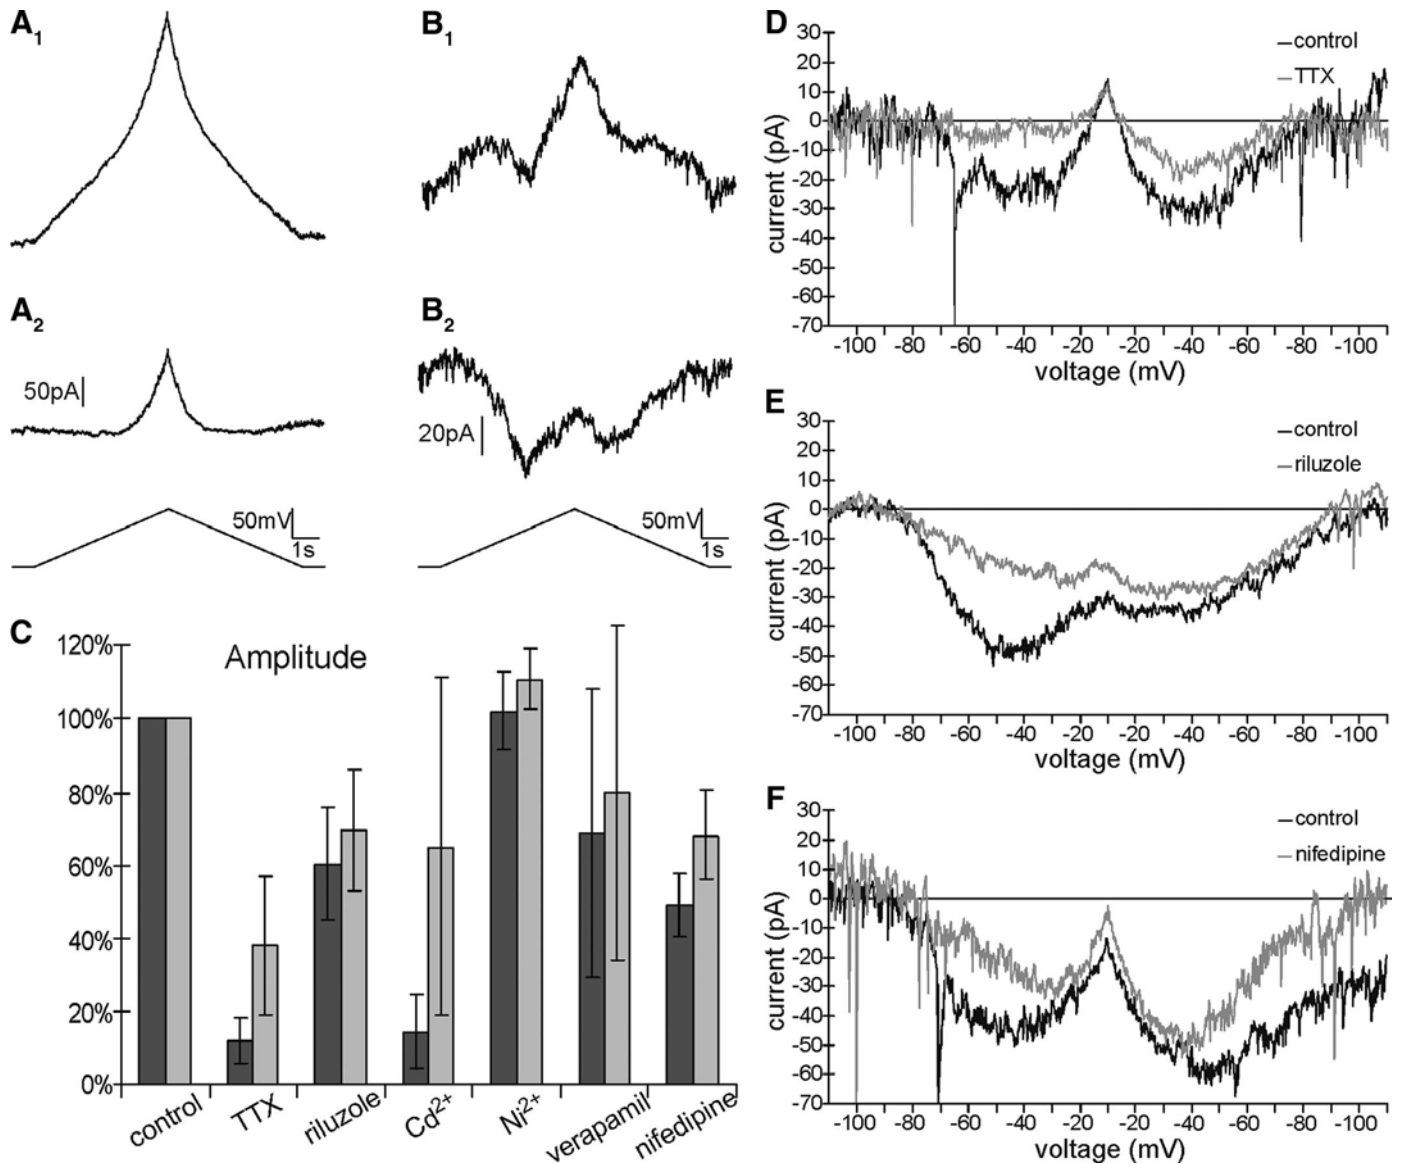 A1
B1
A2
50pA
B2
20pA
50mV
1s
50mV
1s
C
Amplitude
120%
100%
80%
60%
40%
20%
0%
control
TTX
riluzole
Cd2+
Ni2+
verapamil
nifedipine
D
control
TTX
30
20
10
0
-10
-20
-30
-40
-50
-60
-70
current (pA)
-100 -80 -60 -40 -20 -20 -40 -60 -80 -100
voltage (mV)
E
control
riluzole
30
20
10
0
-10
-20
-30
-40
-50
-60
-70
current (pA)
-100 -80 -60 -40 -20 -20 -40 -60 -80 -100
voltage (mV)
F
control
nifedipine
30
20
10
0
-10
-20
-30
-40
-50
-60
-70
current (pA)
-100 -80 -60 -40 -20 -20 -40 -60 -80 -100
voltage (mV)